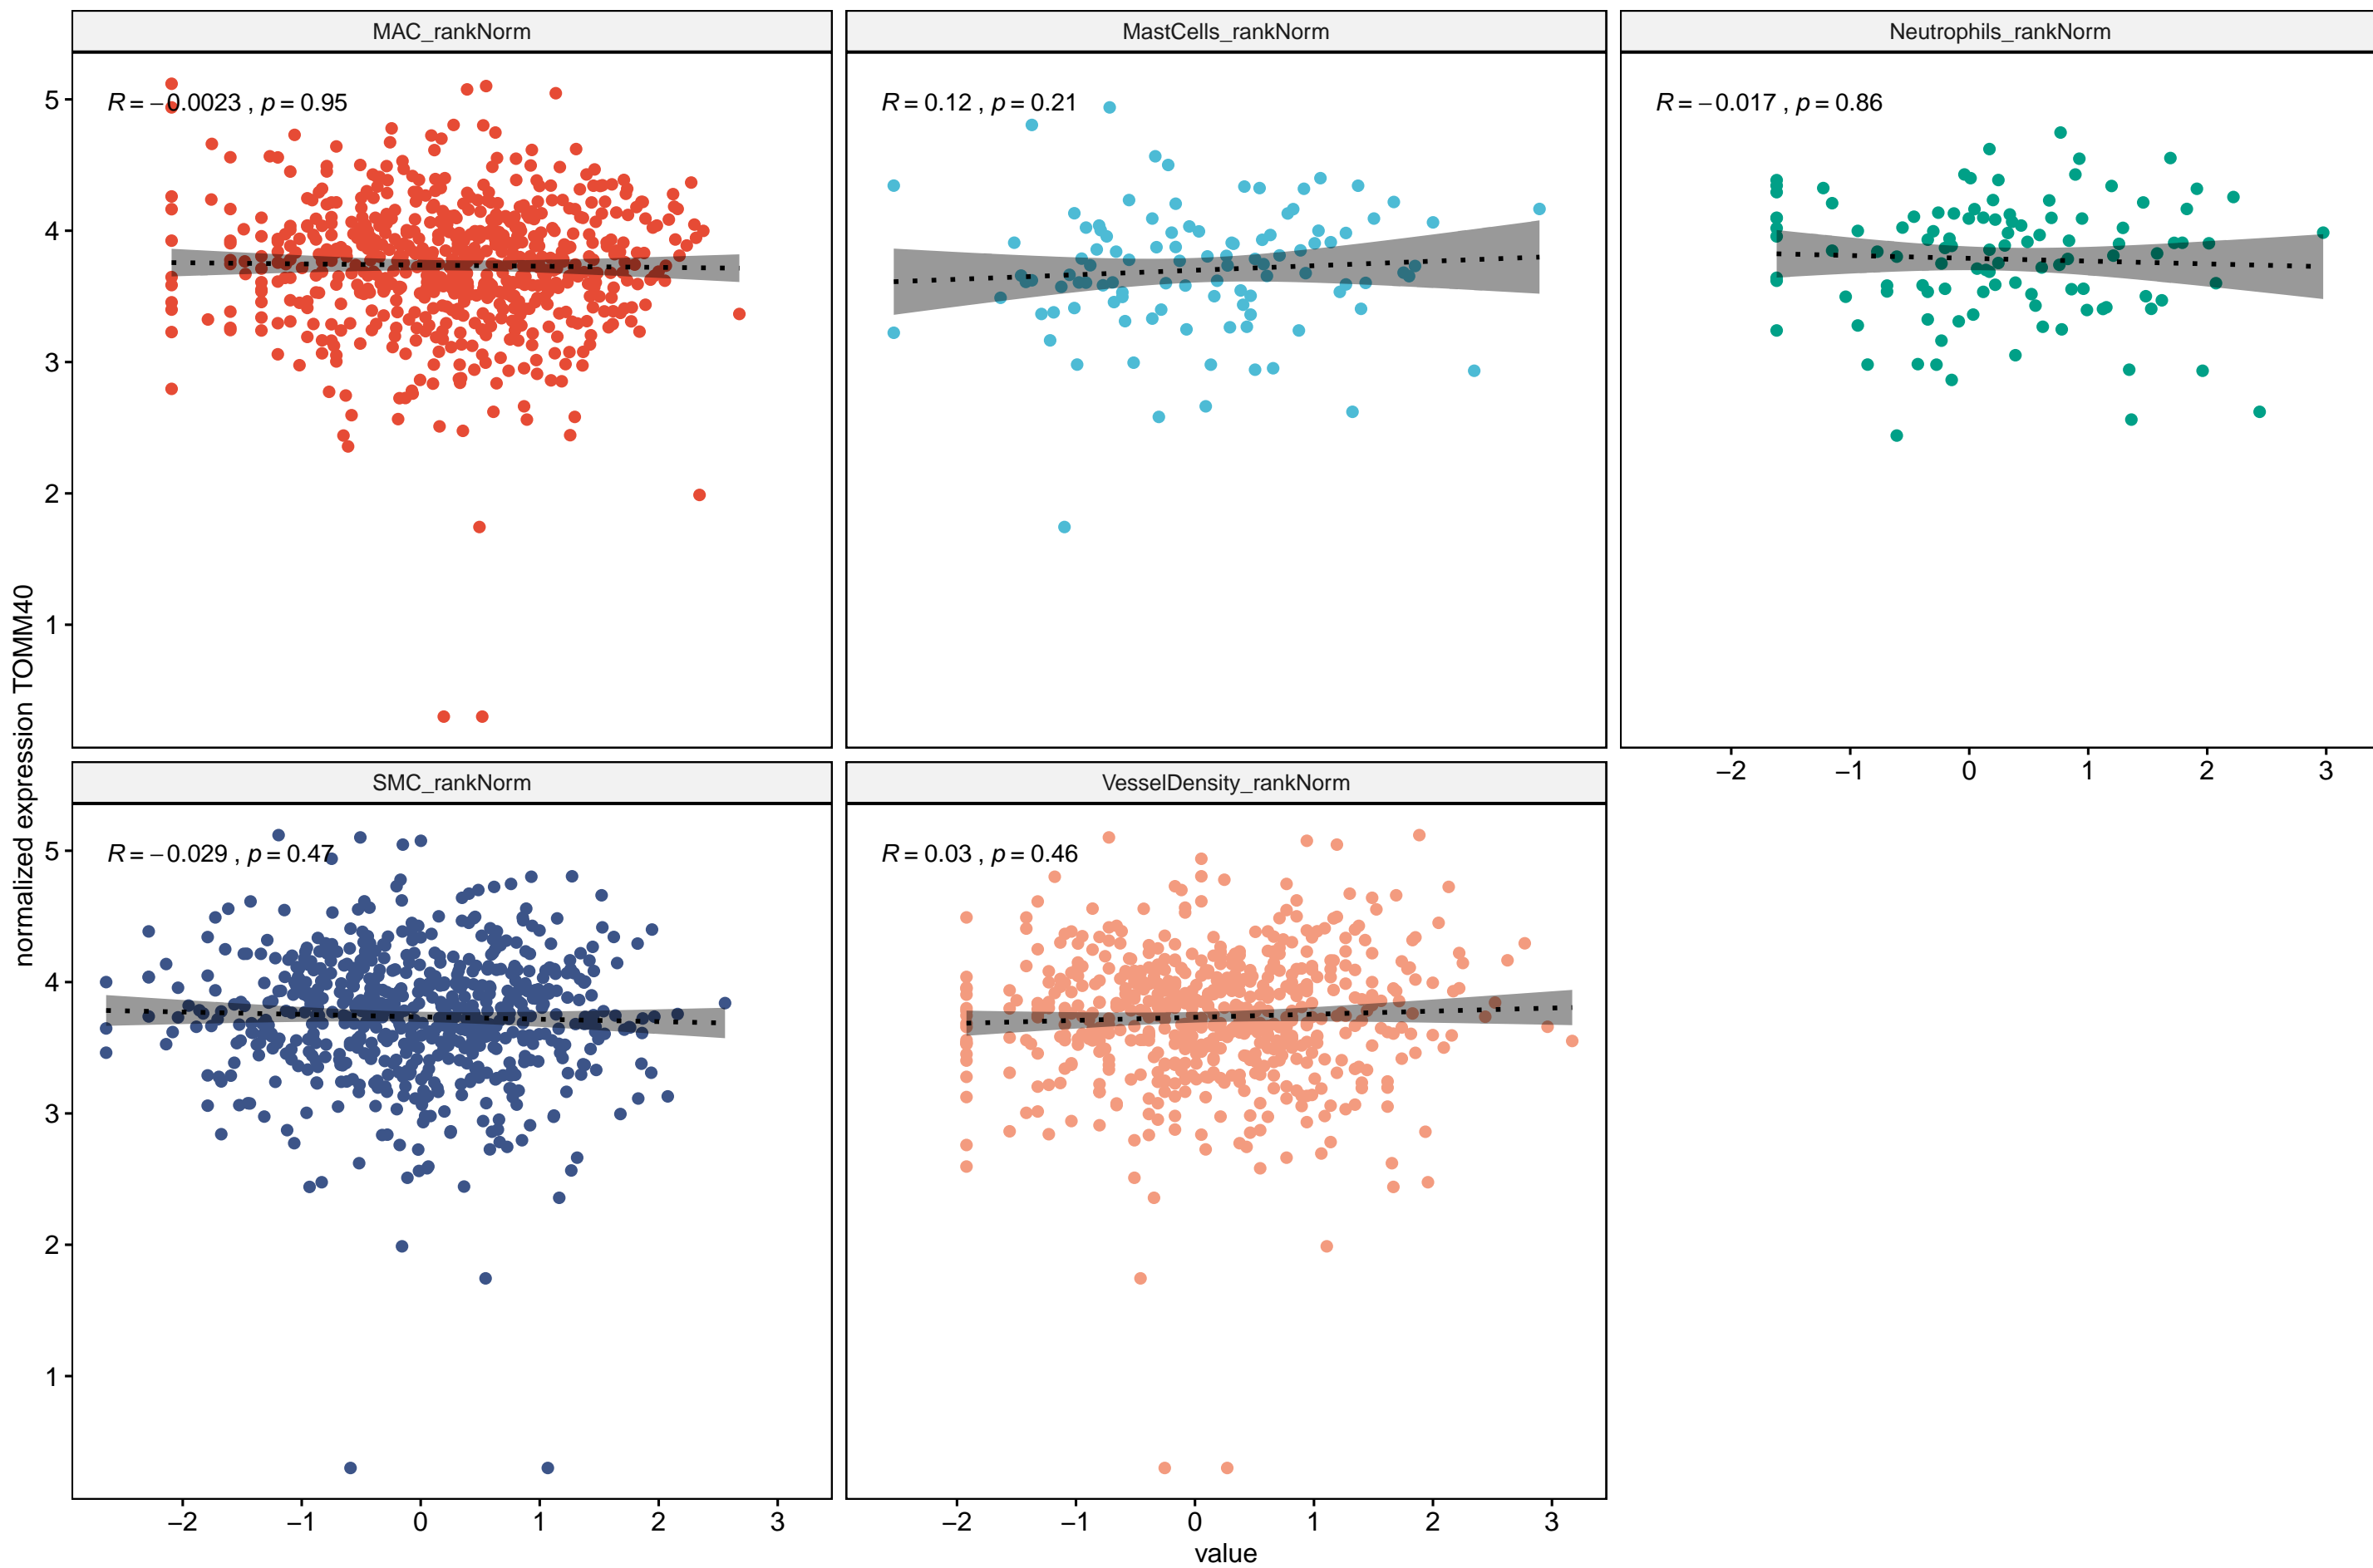 MAC_rankNorm
MastCells_rankNorm
Neutrophils_rankNorm
R = −0.0023 , p = 0.95
R = 0.12 , p = 0.21
R = −0.017 , p = 0.86
5
4
3
2
1
−2 −1 0 1 2 3
SMC_rankNorm
VesselDensity_rankNorm
R = −0.029 , p = 0.47
R = 0.03 , p = 0.46
5
4
3
2
1
−2 −1 0 1 2 3
−2 −1 0 1 2 3
value
normalized expression TOMM40